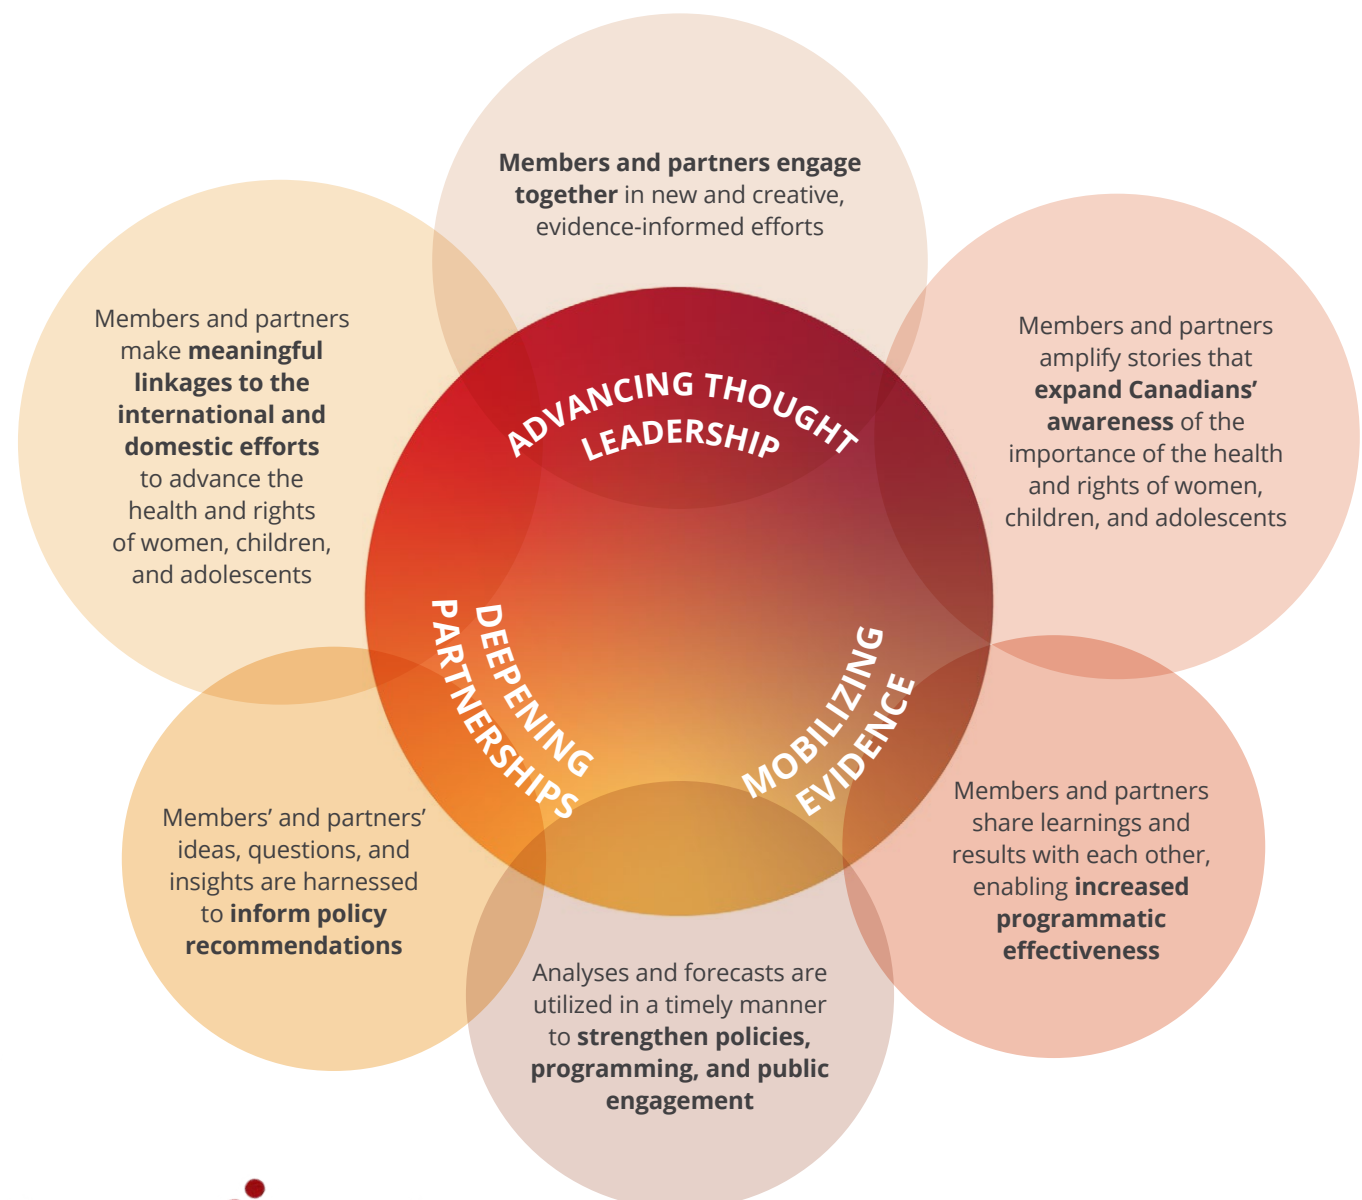 Members and partners engage
together in new and creative,
evidence-informed efforts
Members and partners
make meaningful
linkages to the
international and
domestic efforts
to advance the
health and rights
of women, children,
and adolescents
Members and partners
amplify stories that
expand Canadians’
awareness of the
importance of the health
and rights of women,
children, and adolescents
ADVANCING THOUGHT
LEADERSHIP
DEEPENING
PARTNERSHIPS
MOBILIZING
EVIDENCE
Members’ and partners’
ideas, questions, and
insights are harnessed
to inform policy
recommendations
Members and partners
share learnings and
results with each other,
enabling increased
programmatic
effectiveness
Analyses and forecasts are
utilized in a timely manner
to strengthen policies,
programming, and public
engagement